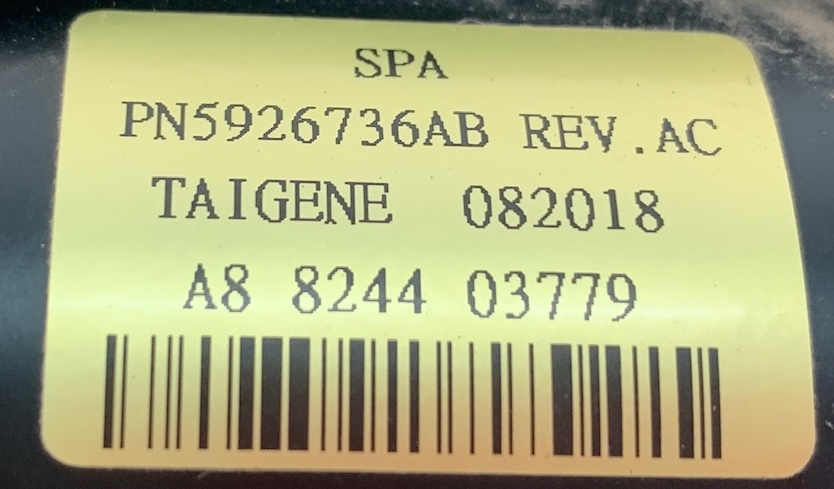 SPA
PN5926736AB REV.AC
TAIGENE 082018
A8 8244 03779